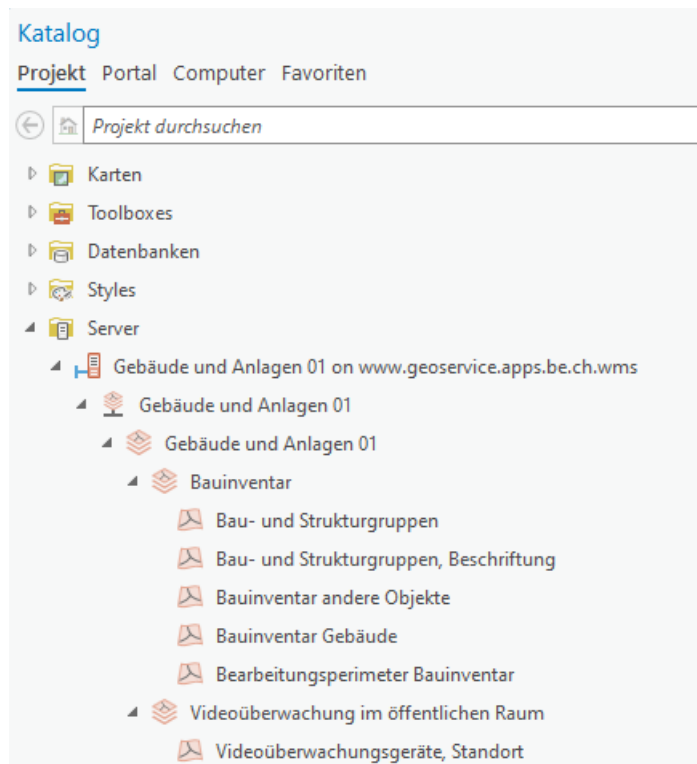 Katalog
Projekt Portal Computer Favoriten
Projekt durchsuchen
Karten
Toolboxes
Datenbanken
Styles
Server
Gebäude und Anlagen 01 on www.geoservice.apps.be.ch.wms
Gebäude und Anlagen 01
Gebäude und Anlagen 01
Bauinventar
Bau- und Strukturgruppen
Bau- und Strukturgruppen, Beschriftung
Bauinventar andere Objekte
Bauinventar Gebäude
Bearbeitungsperimeter Bauinventar
Videoüberwachung im öffentlichen Raum
Videoüberwachungsgeräte, Standort